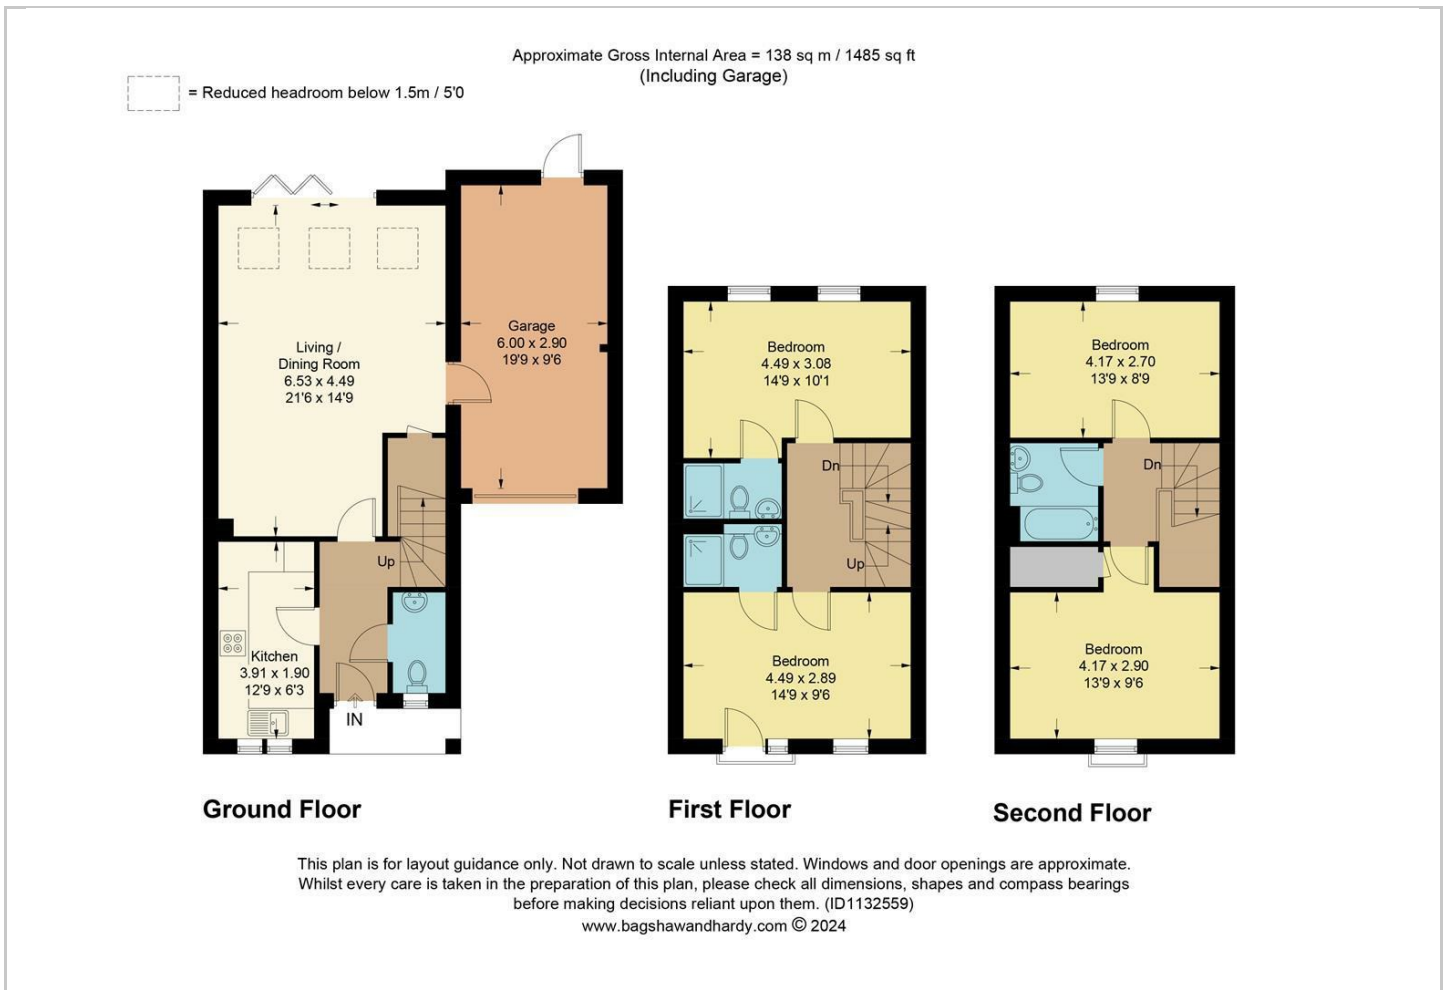 Approximate Gross Internal Area = 138 sq m / 1485 sq ft
(Including Garage)
= Reduced headroom below 1.5m / 5'0
Living /
Dining Room
6.53 x 4.49
21'6 x 14'9
Garage
6.00 x 2.90
19'9 x 9'6
Up
Kitchen
3.91 x 1.90
12'9 x 6'3
IN
Ground Floor
Bedroom
4.49 x 3.08
14'9 x 10'1
Dn
Up
Bedroom
4.49 x 2.89
14'9 x 9'6
First Floor
Bedroom
4.17 x 2.70
13'9 x 8'9
Dn
Bedroom
4.17 x 2.90
13'9 x 9'6
Second Floor
This plan is for layout guidance only. Not drawn to scale unless stated. Windows and door openings are approximate.
Whilst every care is taken in the preparation of this plan, please check all dimensions, shapes and compass bearings
before making decisions reliant upon them. (ID1132559)
www.bagshawandhardy.com © 2024